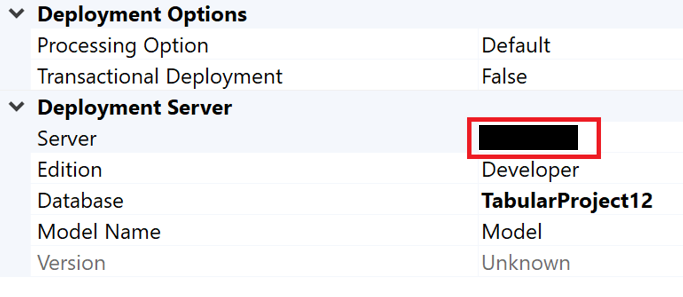 Deployment Options
Processing Option Default
Transactional Deployment False
Deployment Server
Server
Edition Developer
Database TabularProject12
Model Name Model
Version Unknown